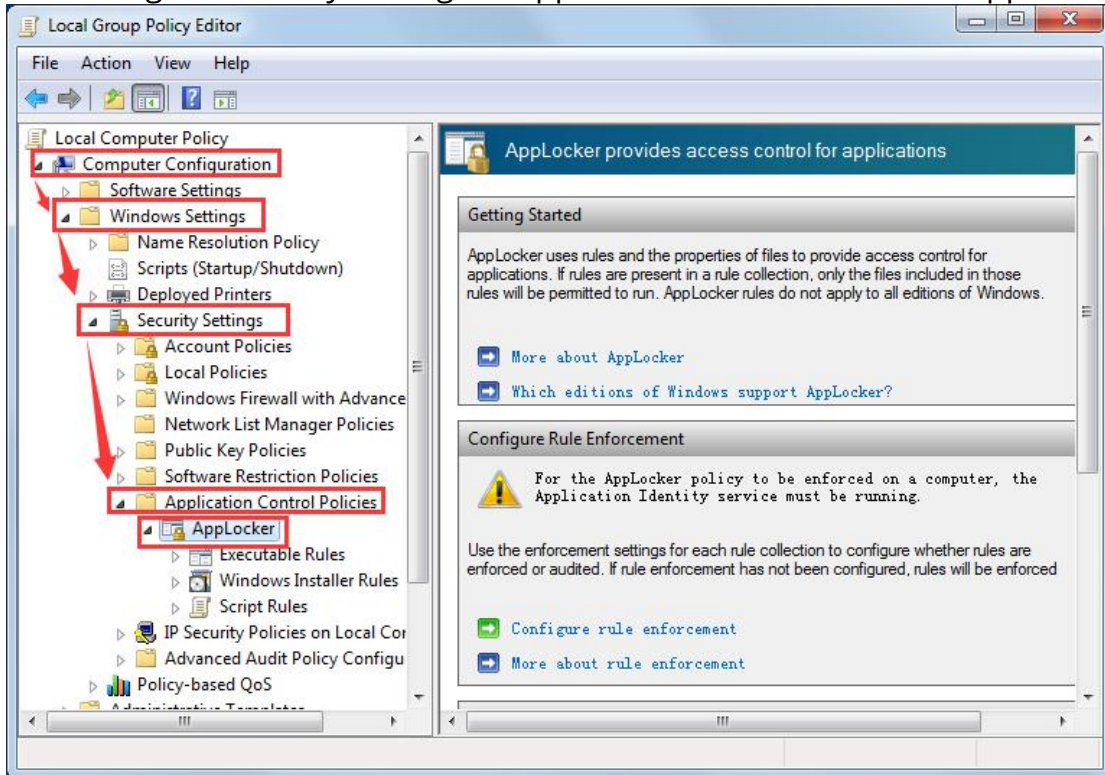 Local Group Policy Editor
File Action View Help
Local Computer Policy
Computer Configuration
Software Settings
Windows Settings
Name Resolution Policy
Scripts (Startup/Shutdown)
Deployed Printers
Security Settings
Account Policies
Local Policies
Windows Firewall with Advance
Network List Manager Policies
Public Key Policies
Software Restriction Policies
Application Control Policies
AppLocker
Executable Rules
Windows Installer Rules
Script Rules
IP Security Policies on Local Cor
Advanced Audit Policy Configu
Policy-based QoS
Administrative Templates
AppLocker provides access control for applications
Getting Started
AppLocker uses rules and the properties of files to provide access control for
applications. If rules are present in a rule collection, only the files included in those
rules will be permitted to run. AppLocker rules do not apply to all editions of Windows.
More about AppLocker
Which editions of Windows support AppLocker?
Configure Rule Enforcement
For the AppLocker policy to be enforced on a computer, the
Application Identity service must be running.
Use the enforcement settings for each rule collection to configure whether rules are
enforced or audited. If rule enforcement has not been configured, rules will be enforced
Configure rule enforcement
More about rule enforcement